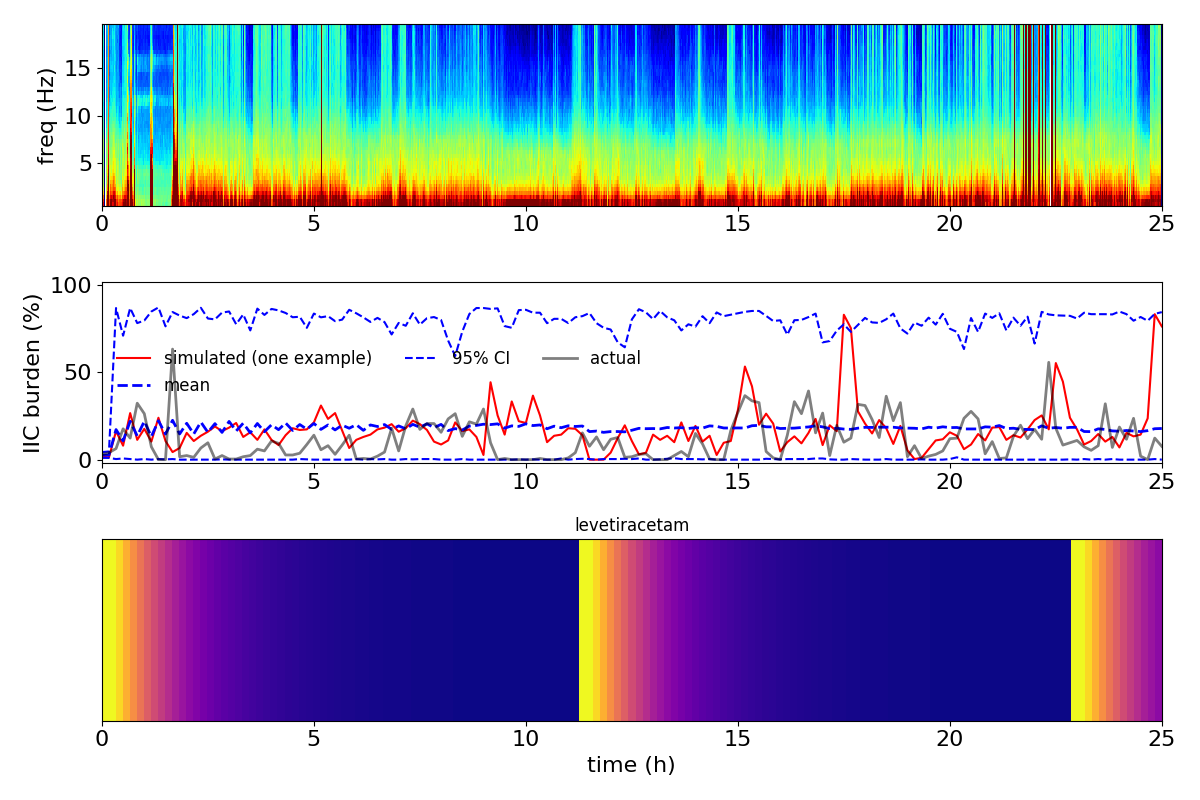 freq (Hz)
15
10
5
0 5 10 15 20 25
IIC burden (%)
100
50
0
simulated (one example) 95% CI actual
mean
0 5 10 15 20 25
levetiracetam
0 5 10 15 20 25
time (h)